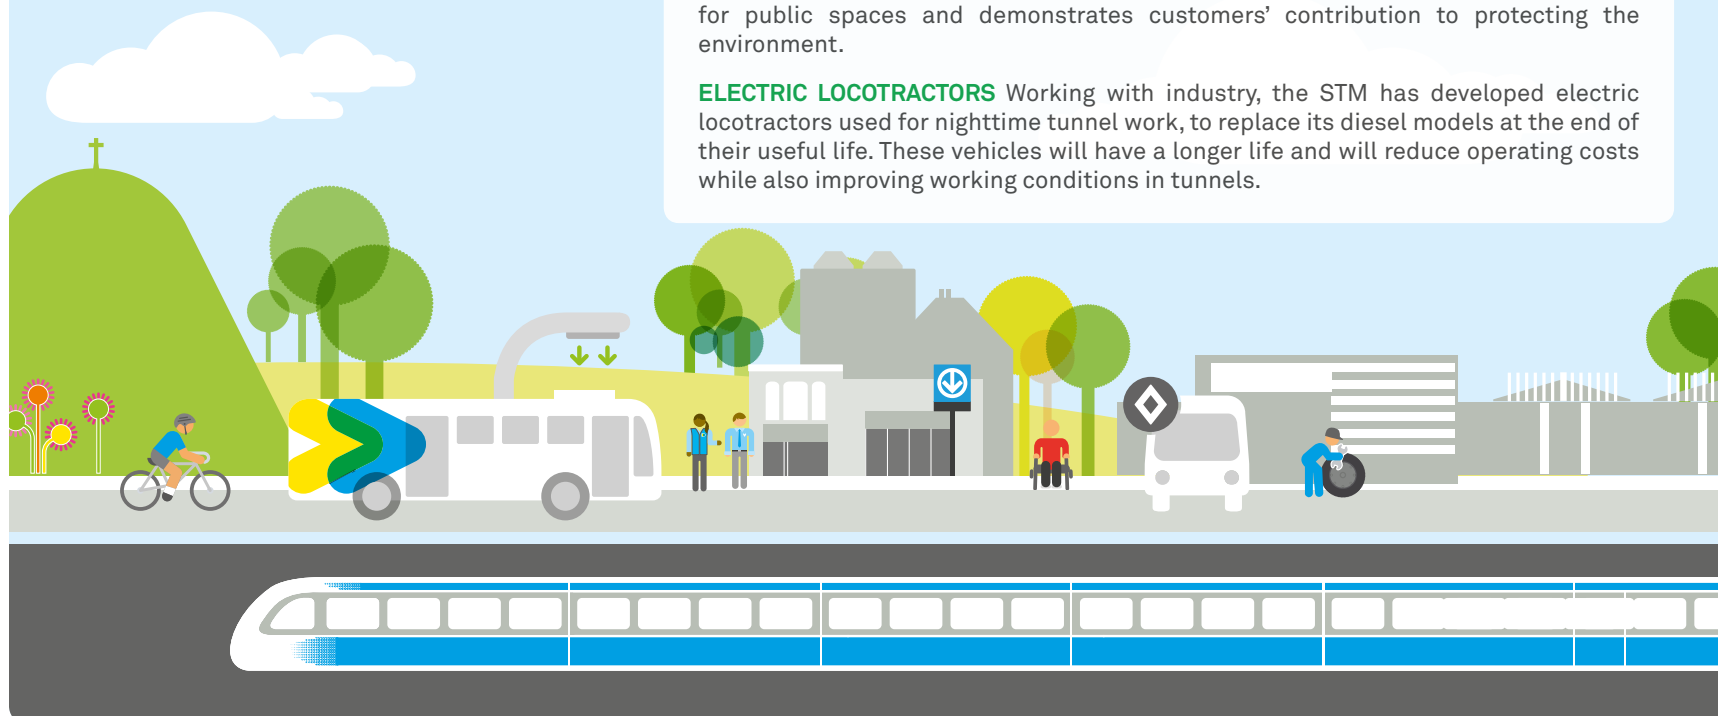 for public spaces and demonstrates customers’ contribution to protecting the
environment.
ELECTRIC LOCOTRACTORS Working with industry, the STM has developed electric
locotractors used for nighttime tunnel work, to replace its diesel models at the end of
their useful life. These vehicles will have a longer life and will reduce operating costs
while also improving working conditions in tunnels.